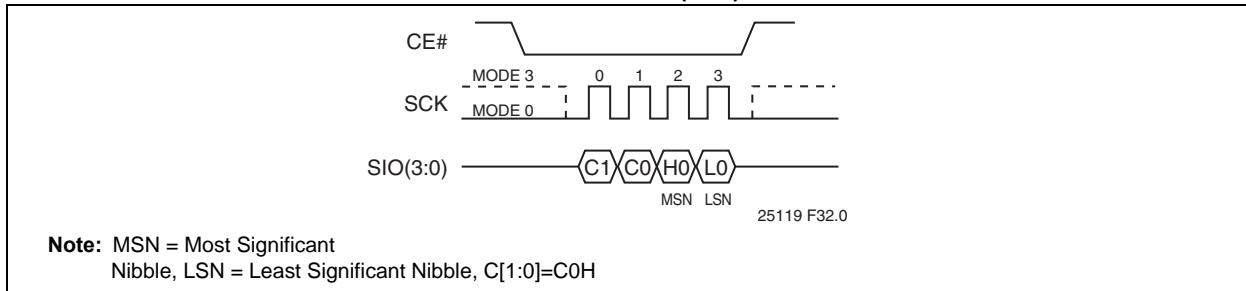 CE#
MODE 3 0 1 2 3
SCK
MODE 0
SIO(3:0) C1 C0 H0 L0
MSN LSN
25119 F32.0
Note: MSN = Most Significant
Nibble, LSN = Least Significant Nibble, C[1:0]=C0H